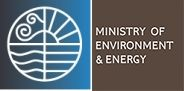 MINISTRY OF
ENVIRONMENT
& ENERGY